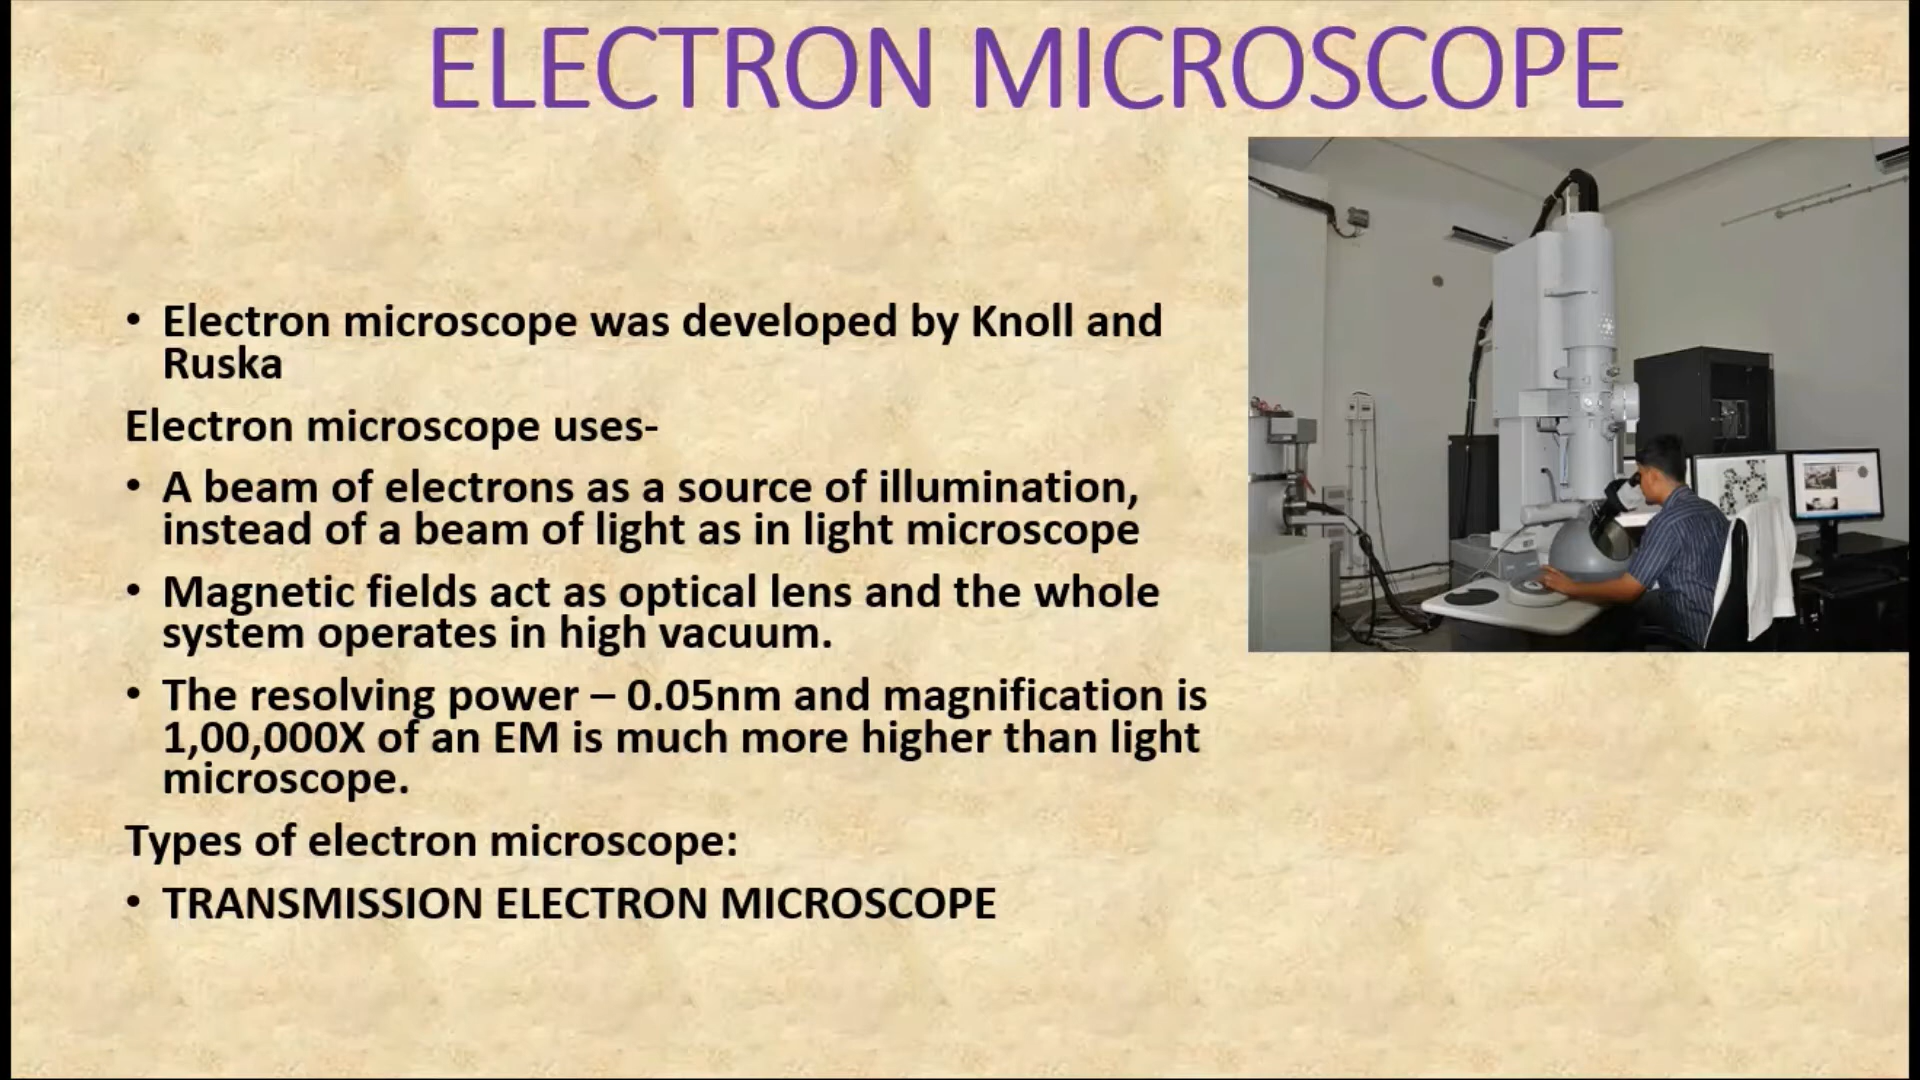 ELECTRON MICROSCOPE
• Electron microscope was developed by Knoll and
Ruska
Electron microscope uses-
• A beam of electrons as a source of illumination,
instead of a beam of light as in light microscope
• Magnetic fields act as optical lens and the whole
system operates in high vacuum.
• The resolving power – 0.05nm and magnification is
1,00,000X of an EM is much more higher than light
microscope.
Types of electron microscope:
• TRANSMISSION ELECTRON MICROSCOPE